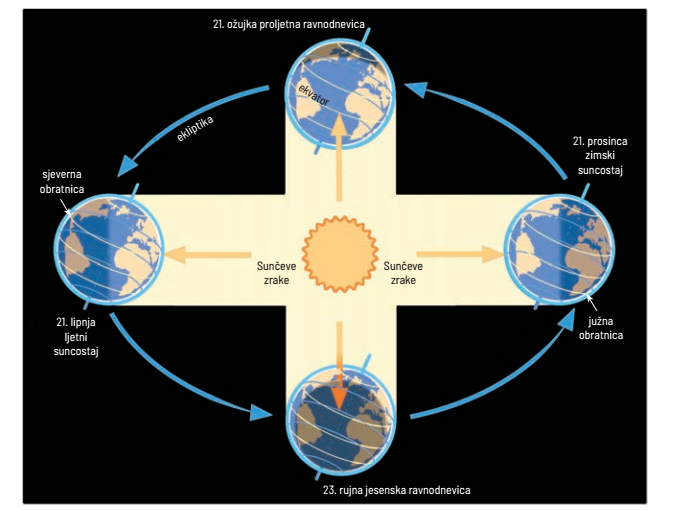 21. ožujka proljetna ravnodnevica
ekvator
ekliptika
21. prosinca
zimski
suncostaj
sjeverna
obratnica
Sunčeve
zrake
Sunčeve
zrake
21. lipnja
ljetni
suncostaj
južna
obratnica
23. rujna jesenska ravnodnevica